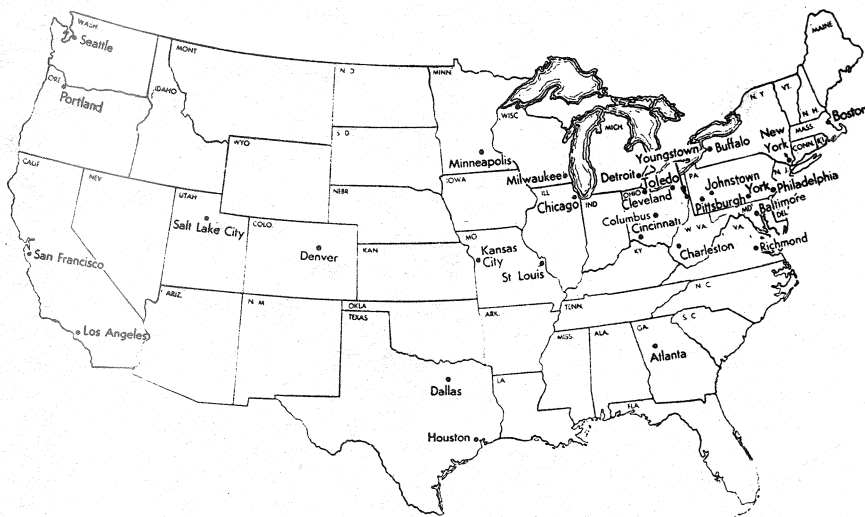 WASH.
Seattle
ORE.
Portland
IDAHO
MONT
N D
MINN
S D
WYO
NEBR
IOWA
WISC
MICH
Minneapolis
Milwaukee
Detroit
Toledo
Youngstown
Cleveland
Buffalo
N Y
VT.
N H
MAINE
Boston
MASS
CONN
R.I.
New
York
N J
PA
Johnstown
York
Philadelphia
Pittsburgh
MD
Baltimore
DEL
CALIF
NEV
UTAH
Salt Lake City
COLO.
Denver
KAN
MO
Kansas
City
St Louis
ILL
Chicago
IND
OHIO
Columbus
Cincinnati
KY
W VA.
VA.
Charleston
Richmond
San Francisco
Los Angeles
ARIZ.
N M
OKLA
TEXAS
ARK.
TENN.
N C
S C
MISS.
ALA.
GA.
Atlanta
LA
FLA
Dallas
Houston